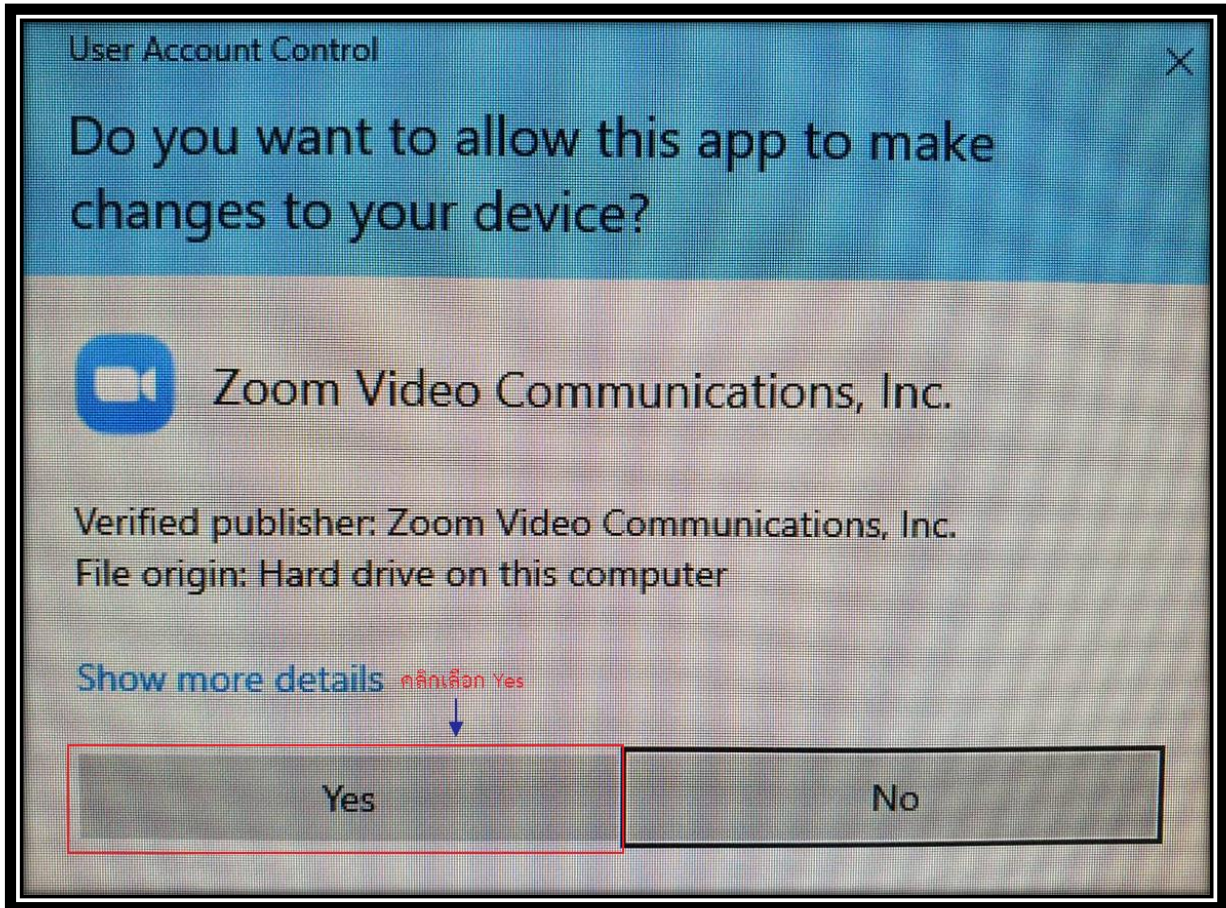 User Account Control
Do you want to allow this app to make
changes to your device?
Zoom Video Communications, Inc.
Verified publisher: Zoom Video Communications, Inc.
File origin: Hard drive on this computer
Show more details คลิกเลือก Yes
Yes No